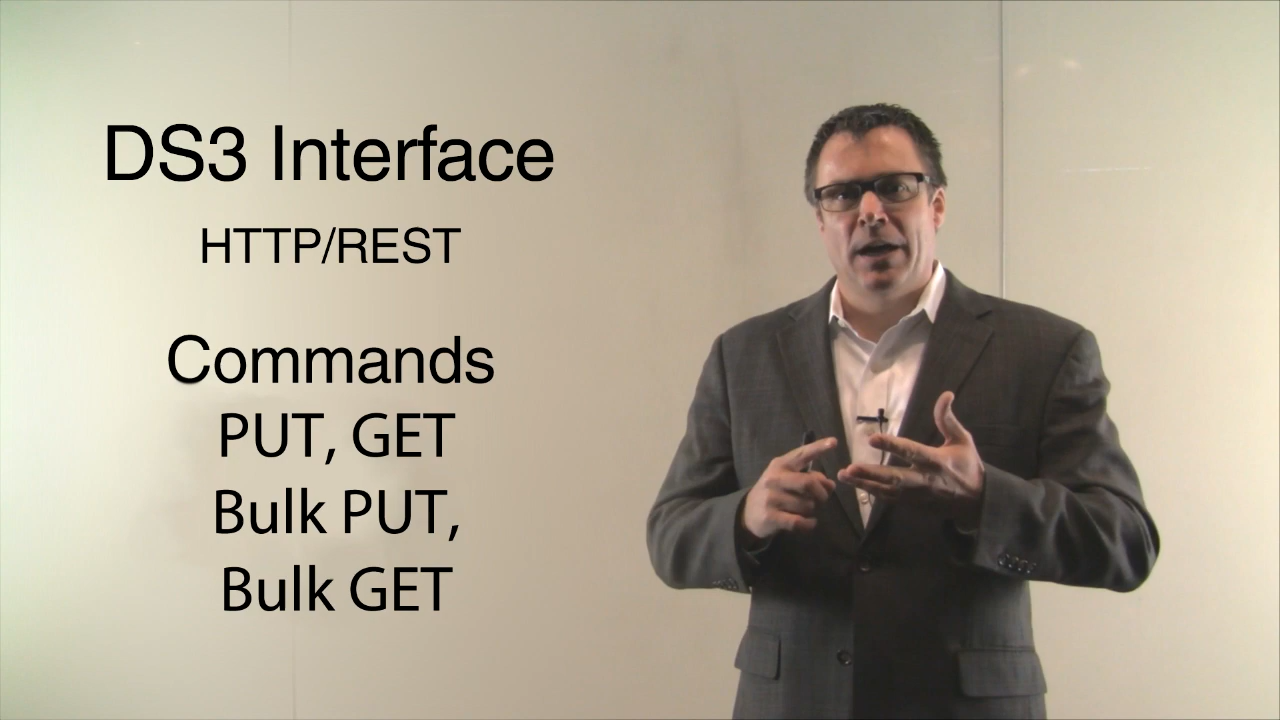 DS3 Interface
HTTP/REST
Commands
PUT, GET
Bulk PUT,
Bulk GET